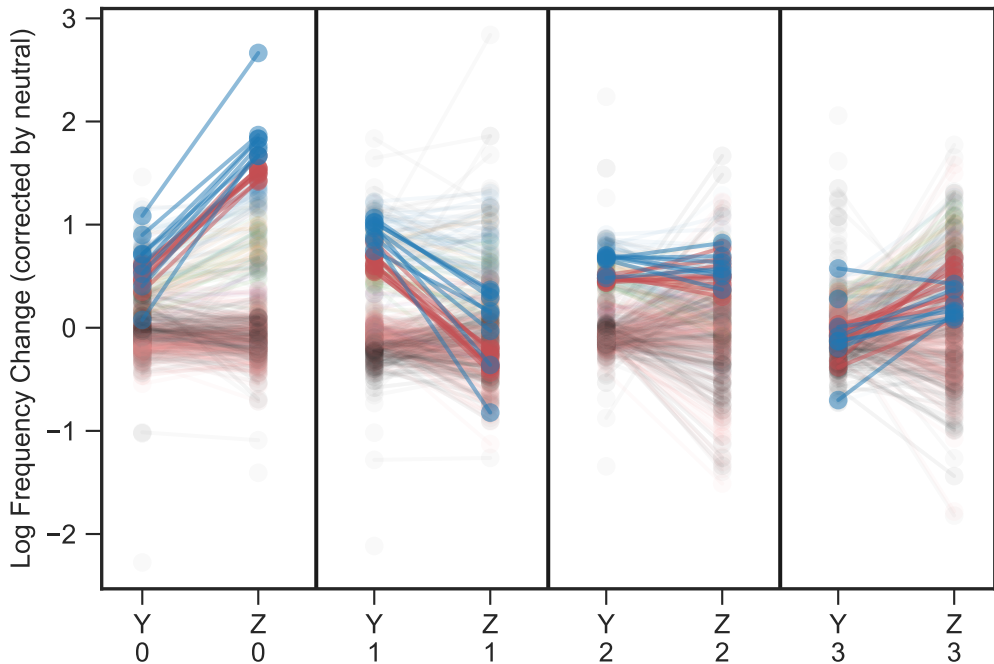 Log Frequency Change (corrected by neutral)
3
2
1
0
−1
−2
Y Z Y Z Y Z Y Z
0 0 1 1 2 2 3 3